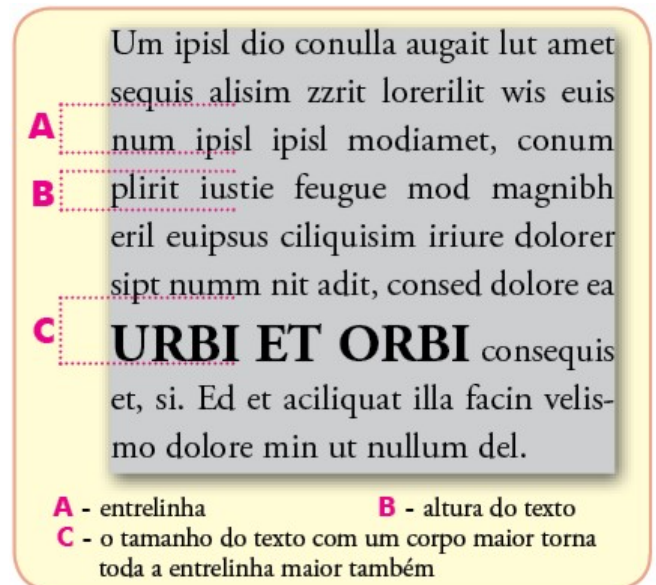 Um ipisl dio conulla augait lut amet
sequis alisim zzrit lorerilit wis euis
A
num ipisl ipisl modiamet, conum
B
plirit iustie feugue mod magnibh
eril euipsus ciliquisim iriure dolorer
sipt numm nit adit, consed dolore ea
C
URBI ET ORBI consequis
et, si. Ed et aciliquat illa facin velis-
mo dolore min ut nullum del.
A - entrelinha B - altura do texto
C - o tamanho do texto com um corpo maior torna
toda a entrelinha maior também